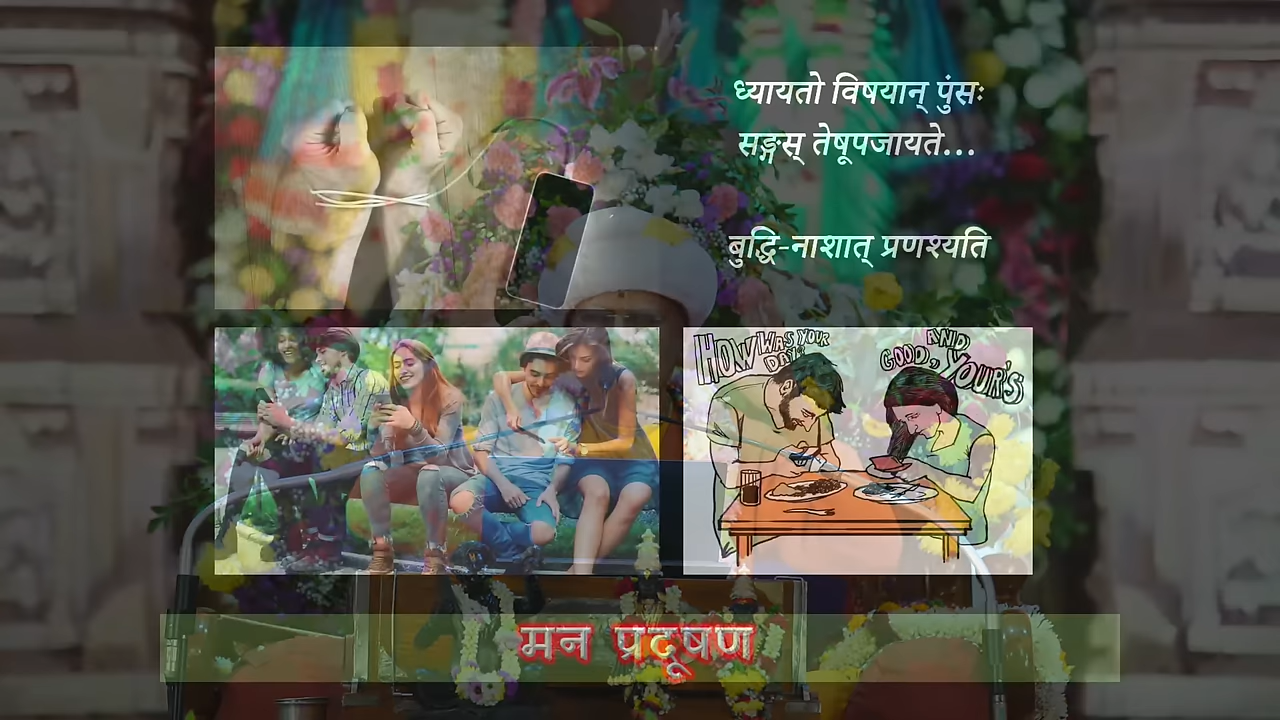 ध्यायतो विषयान् पुंसः
सङ्गस् तेषूपजायते...
बुद्धि-नाशात् प्रणश्यति
HOW WAS YOUR DAY?
AND GOOD, YOUR'S
मन प्रदूषण